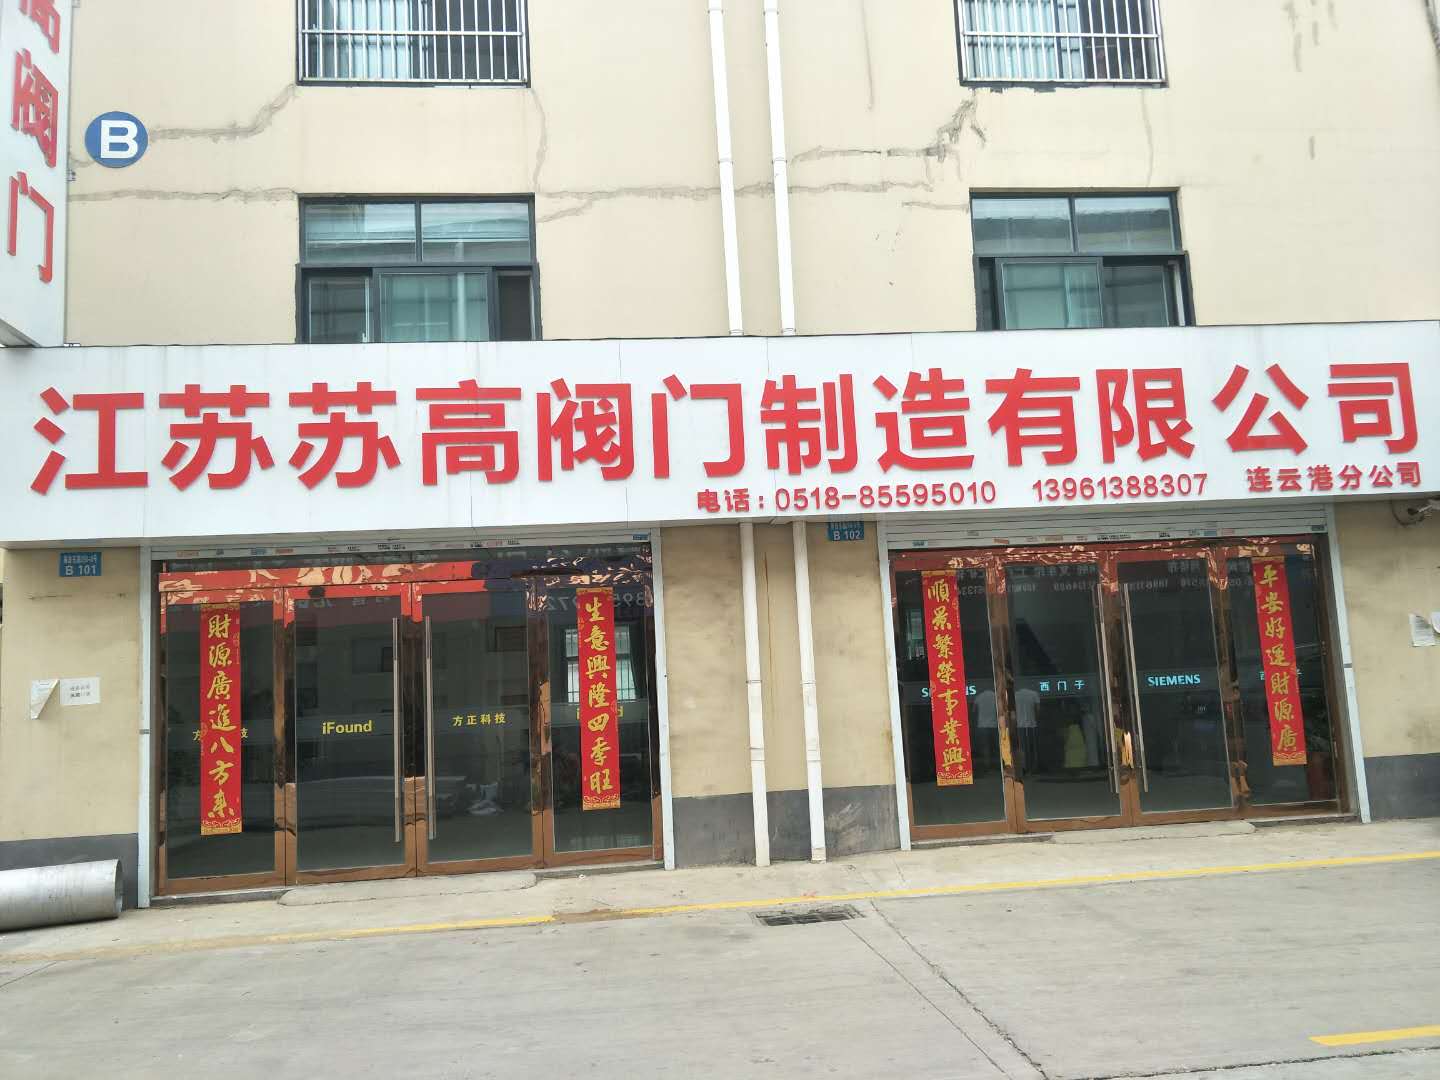 高阀门
B
江苏苏高阀门制造有限公司
电话：0518-85595010 13961388307 连云港分公司
B 101
B 102
財源廣進八方来
生意興隆四季旺
順景繁榮事業興
平安好運財源廣
iFound
方正科技
西门子
SIEMENS